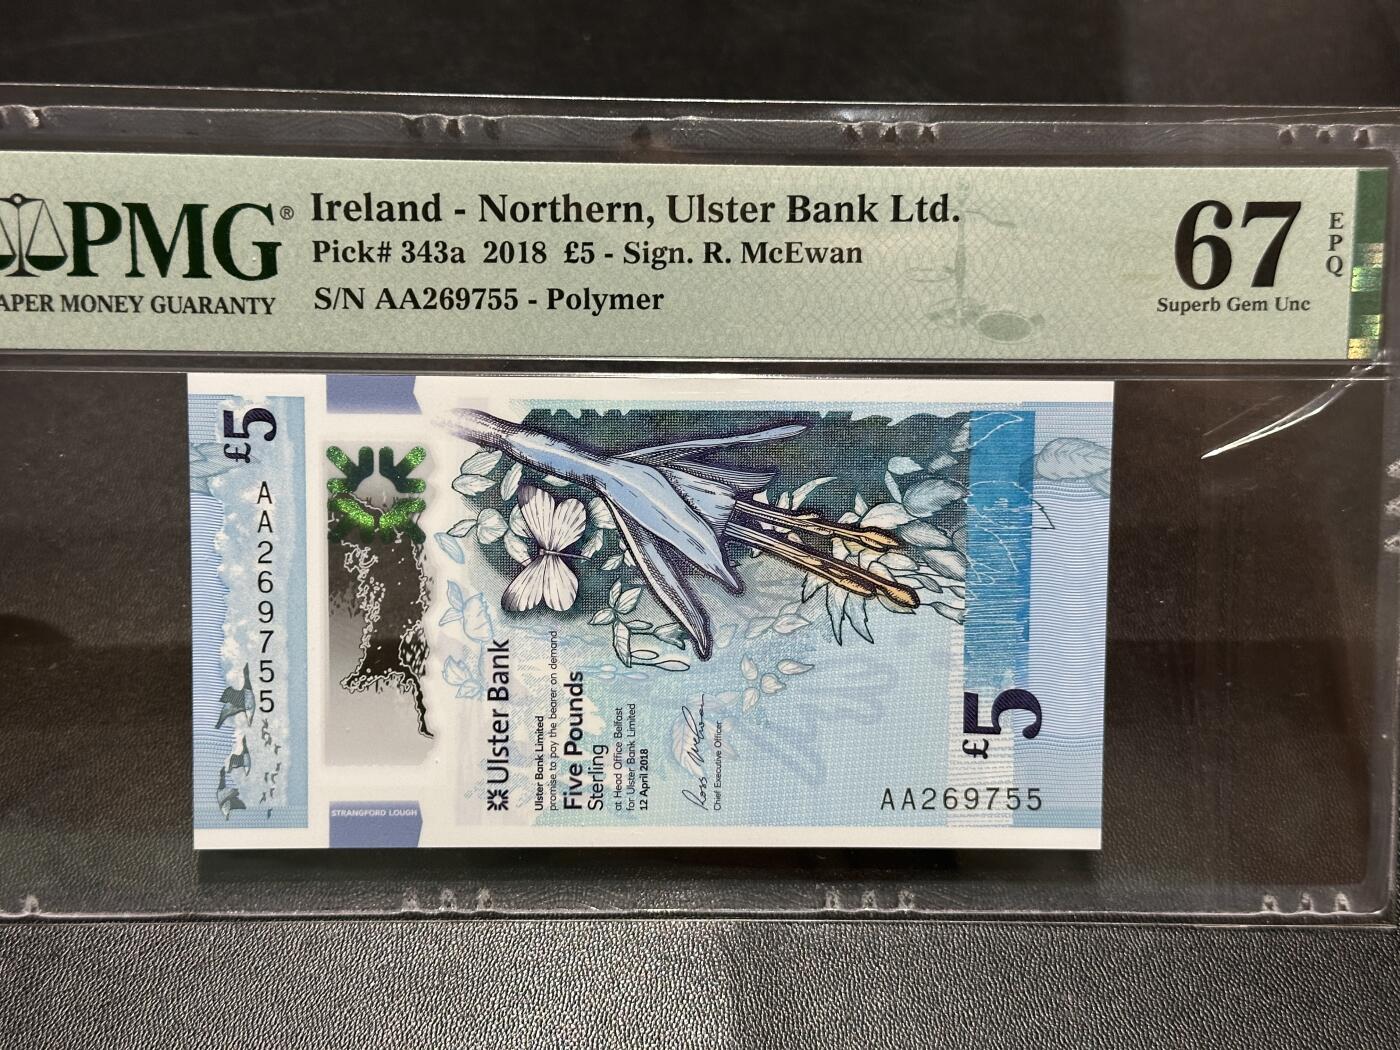 PMG®
APER MONEY GUARANTY
Ireland - Northern, Ulster Bank Ltd.
Pick# 343a 2018 £5 - Sign. R. McEwan
S/N AA269755 - Polymer
67
EPQ
Superb Gem Unc
£5
AA269755
STRANGFORD LOUGH
Ulster Bank
Ulster Bank Limited
promise to pay the bearer on demand
Five Pounds
Sterling
at Head Office Belfast
for Ulster Bank Limited
12 April 2018
Ross McEwan
Chief Executive Officer
£5
AA269755